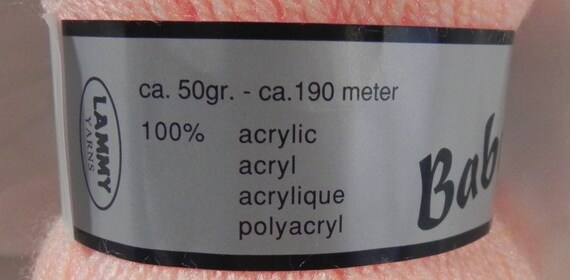 LAMMY
YARNS
ca. 50gr. - ca.190 meter
100% acrylic
acryl
acrylique
polyacryl